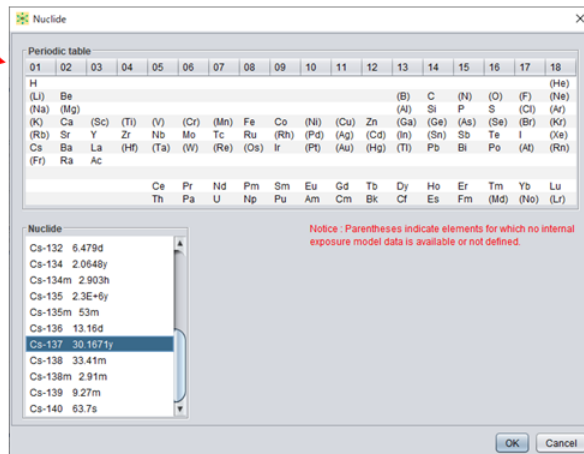 Nuclide
Periodic table
01 02 03 04 05 06 07 08 09 10 11 12 13 14 15 16 17 18
H (He)
(Li) Be (B) C (N) (O) (F) (Ne)
(Na) (Mg) (Al) Si P S (Cl) (Ar)
(K) Ca (Sc) (Ti) (V) (Cr) (Mn) Fe Co (Ni) (Cu) Zn (Ga) (Ge) (As) (Se) (Br) (Kr)
(Rb) Sr Y Zr Nb Mo Tc Ru (Rh) (Pd) (Ag) (Cd) (In) (Sn) Sb Te I (Xe)
Cs Ba La (Hf) (Ta) (W) (Re) (Os) Ir (Pt) (Au) (Hg) (Tl) Pb Bi Po (At) (Rn)
(Fr) Ra Ac
Ce Pr Nd Pm Sm Eu Gd Tb Dy Ho Er Tm Yb Lu
Th Pa U Np Pu Am Cm Bk Cf Es Fm (Md) (No) (Lr)
Nuclide
Notice : Parentheses indicate elements for which no internal
exposure model data is available or not defined.
Cs-132 6.479d
Cs-134 2.0648y
Cs-134m 2.903h
Cs-135 2.3E+6y
Cs-135m 53m
Cs-136 13.16d
Cs-137 30.1671y
Cs-138 33.41m
Cs-138m 2.91m
Cs-139 9.27m
Cs-140 63.7s
OK Cancel